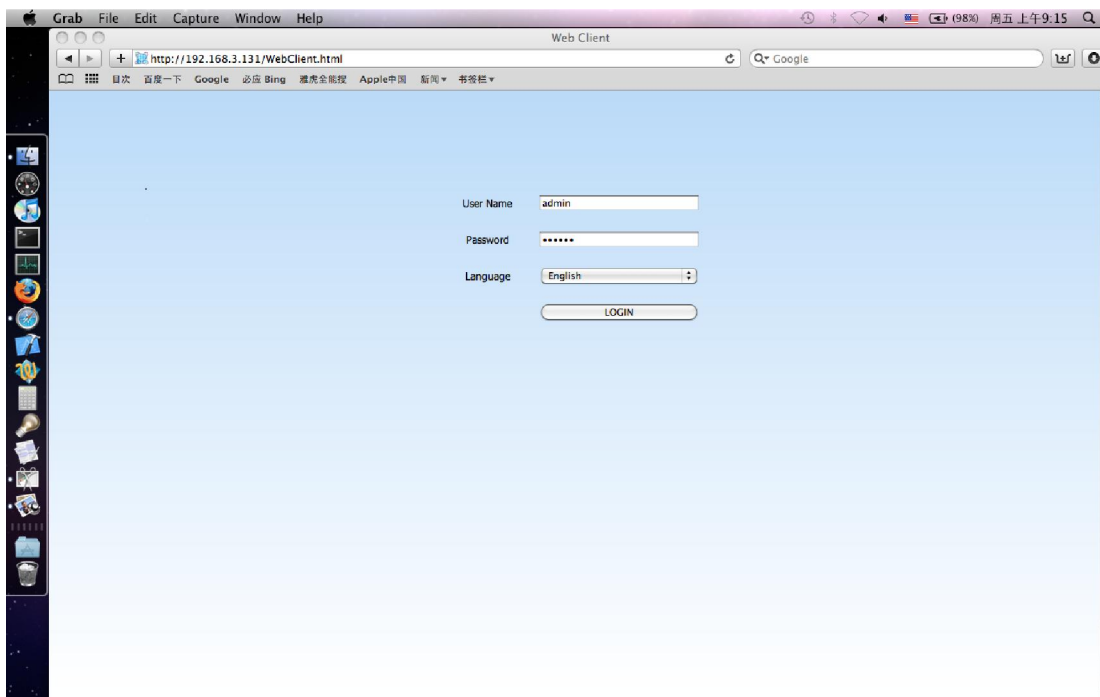 Grab File Edit Capture Window Help (98%) 周五 上午9:15
Web Client
http://192.168.3.131/WebClient.html Google
目次 百度一下 Google 必应 Bing 雅虎全能搜 Apple中国 新闻 书签栏
User Name admin
Password ••••••
Language English
LOGIN